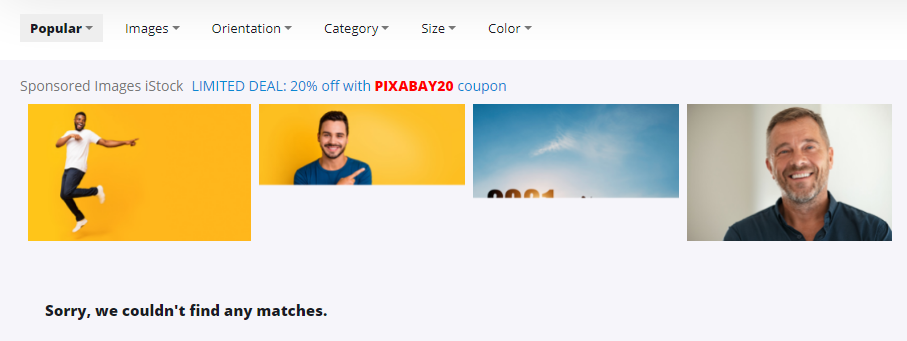 Popular Images Orientation Category Size Color
Sponsored Images iStock LIMITED DEAL: 20% off with PIXABAY20 coupon
2021
Sorry, we couldn't find any matches.